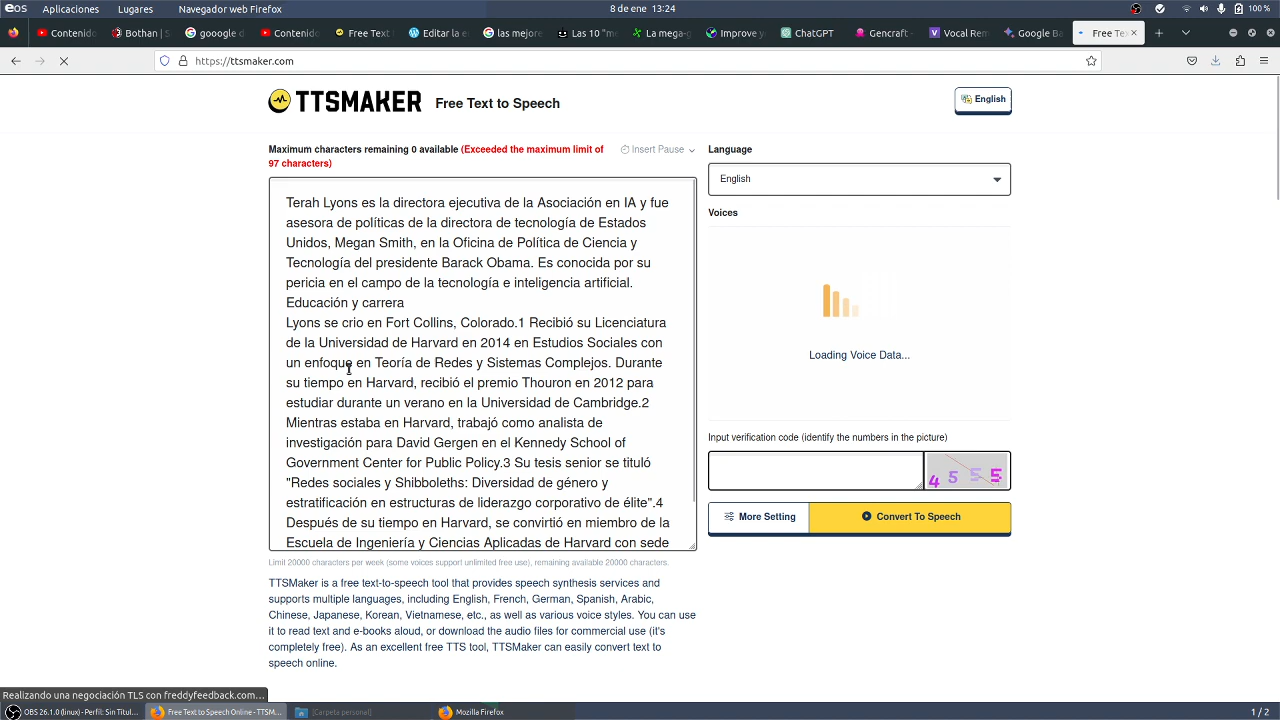 eOS Aplicaciones Lugares Navegador web Firefox 8 de ene 13:24 100 %
Contenido Bothan | S gooogle d Contenido Free Text Editar la e las mejore Las 10 "me La mega-g Improve y ChatGPT Gencraft - Vocal Rem Google Ba Free Tex
https://ttsmaker.com
TTSMAKER Free Text to Speech English
Maximum characters remaining 0 available (Exceeded the maximum limit of
97 characters)
Insert Pause
Terah Lyons es la directora ejecutiva de la Asociación en IA y fue
asesora de políticas de la directora de tecnología de Estados
Unidos, Megan Smith, en la Oficina de Política de Ciencia y
Tecnología del presidente Barack Obama. Es conocida por su
pericia en el campo de la tecnología e inteligencia artificial.
Educación y carrera
Lyons se crio en Fort Collins, Colorado.1 Recibió su Licenciatura
de la Universidad de Harvard en 2014 en Estudios Sociales con
un enfoque en Teoría de Redes y Sistemas Complejos. Durante
su tiempo en Harvard, recibió el premio Thouron en 2012 para
estudiar durante un verano en la Universidad de Cambridge.2
Mientras estaba en Harvard, trabajó como analista de
investigación para David Gergen en el Kennedy School of
Government Center for Public Policy.3 Su tesis senior se tituló
"Redes sociales y Shibboleths: Diversidad de género y
estratificación en estructuras de liderazgo corporativo de élite".4
Después de su tiempo en Harvard, se convirtió en miembro de la
Escuela de Ingeniería y Ciencias Aplicadas de Harvard con sede
Limit 20000 characters per week (some voices support unlimited free use), remaining available 20000 characters.
TTSMaker is a free text-to-speech tool that provides speech synthesis services and
supports multiple languages, including English, French, German, Spanish, Arabic,
Chinese, Japanese, Korean, Vietnamese, etc., as well as various voice styles. You can use
it to read text and e-books aloud, or download the audio files for commercial use (it's
completely free). As an excellent free TTS tool, TTSMaker can easily convert text to
speech online.
Language
English
Voices
Loading Voice Data...
Input verification code (identify the numbers in the picture)
4 5 5 5
More Setting
Convert To Speech
Realizando una negociación TLS con freddyfeedback.com...
OBS 26.1.0 (linux) - Perfil: Sin Titul... Free Text to Speech Online - TTSM... [Carpeta personal] Mozilla Firefox 1 / 2